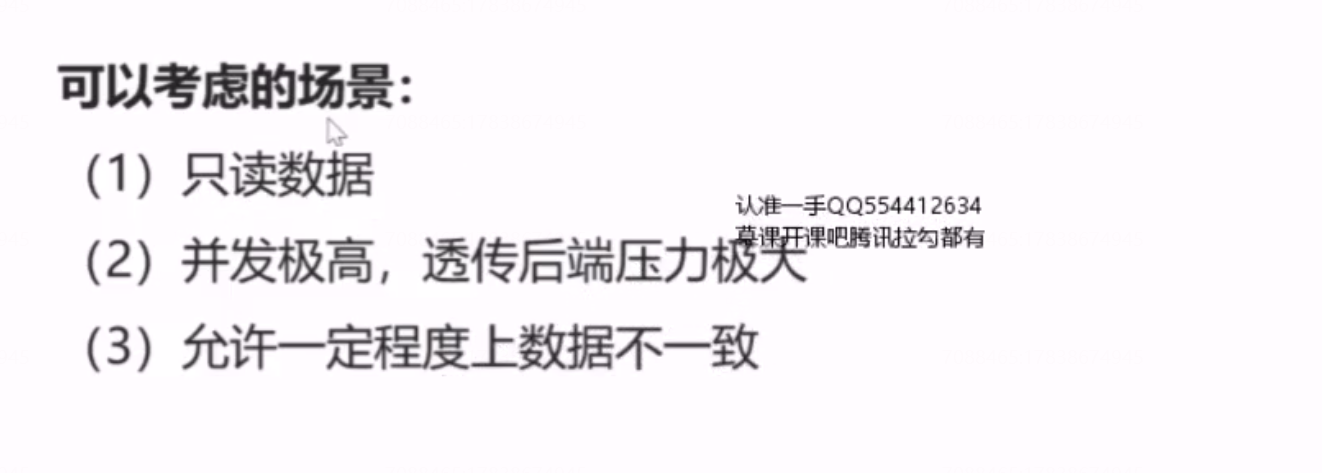 可以考虑的场景：
（1）只读数据
认准一手QQ554412634
慕课开课吧腾讯拉勾都有
（2）并发极高，透传后端压力极大
（3）允许一定程度上数据不一致